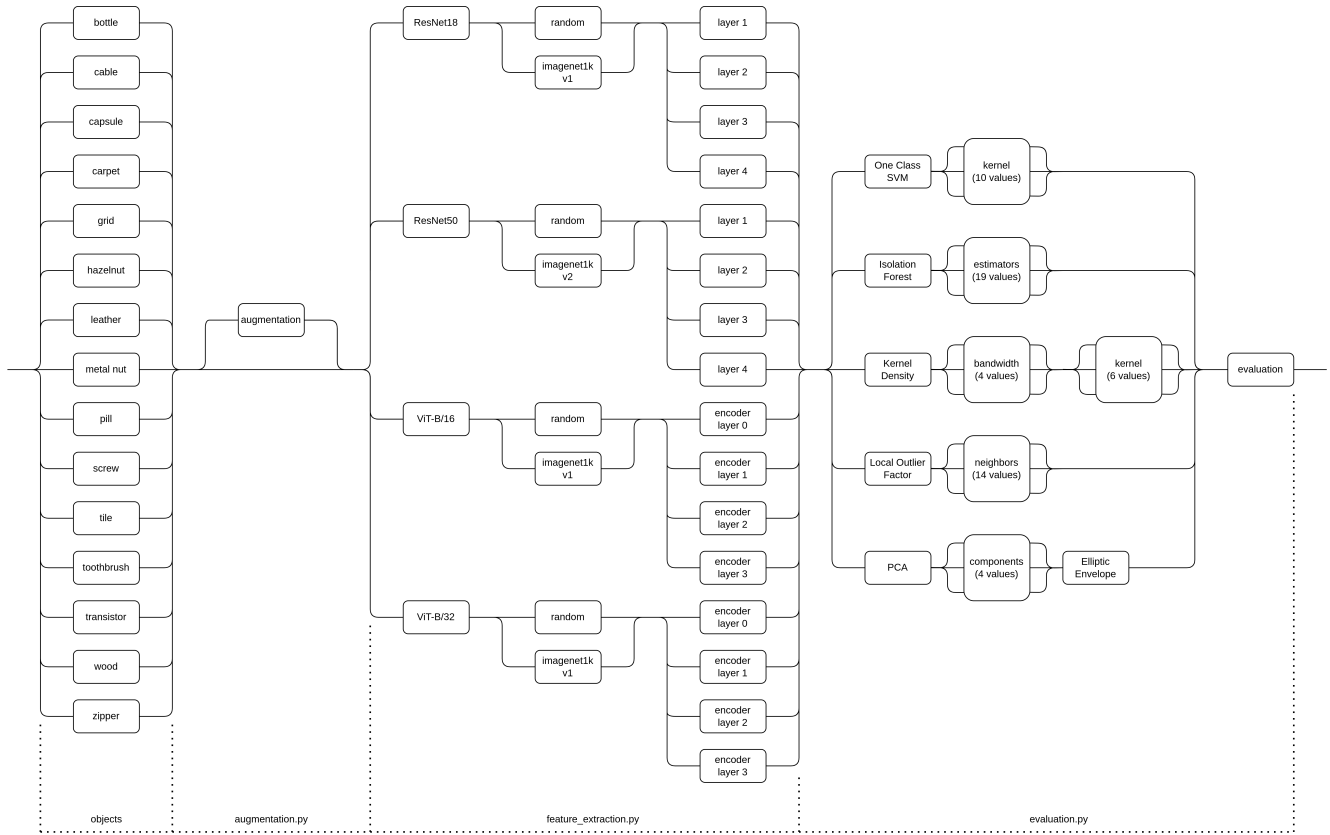 bottle
cable
capsule
carpet
grid
hazelnut
leather
metal nut
pill
screw
tile
toothbrush
transistor
wood
zipper
augmentation
ResNet18
random
imagenet1k
v1
layer 1
layer 2
layer 3
layer 4
ResNet50
random
imagenet1k
v2
layer 1
layer 2
layer 3
layer 4
ViT-B/16
random
imagenet1k
v1
encoder
layer 0
encoder
layer 1
encoder
layer 2
encoder
layer 3
ViT-B/32
random
imagenet1k
v1
encoder
layer 0
encoder
layer 1
encoder
layer 2
encoder
layer 3
One Class
SVM
kernel
(10 values)
Isolation
Forest
estimators
(19 values)
Kernel
Density
bandwidth
(4 values)
kernel
(6 values)
Local Outlier
Factor
neighbors
(14 values)
PCA
components
(4 values)
Elliptic
Envelope
evaluation
objects
augmentation.py
feature_extraction.py
evaluation.py